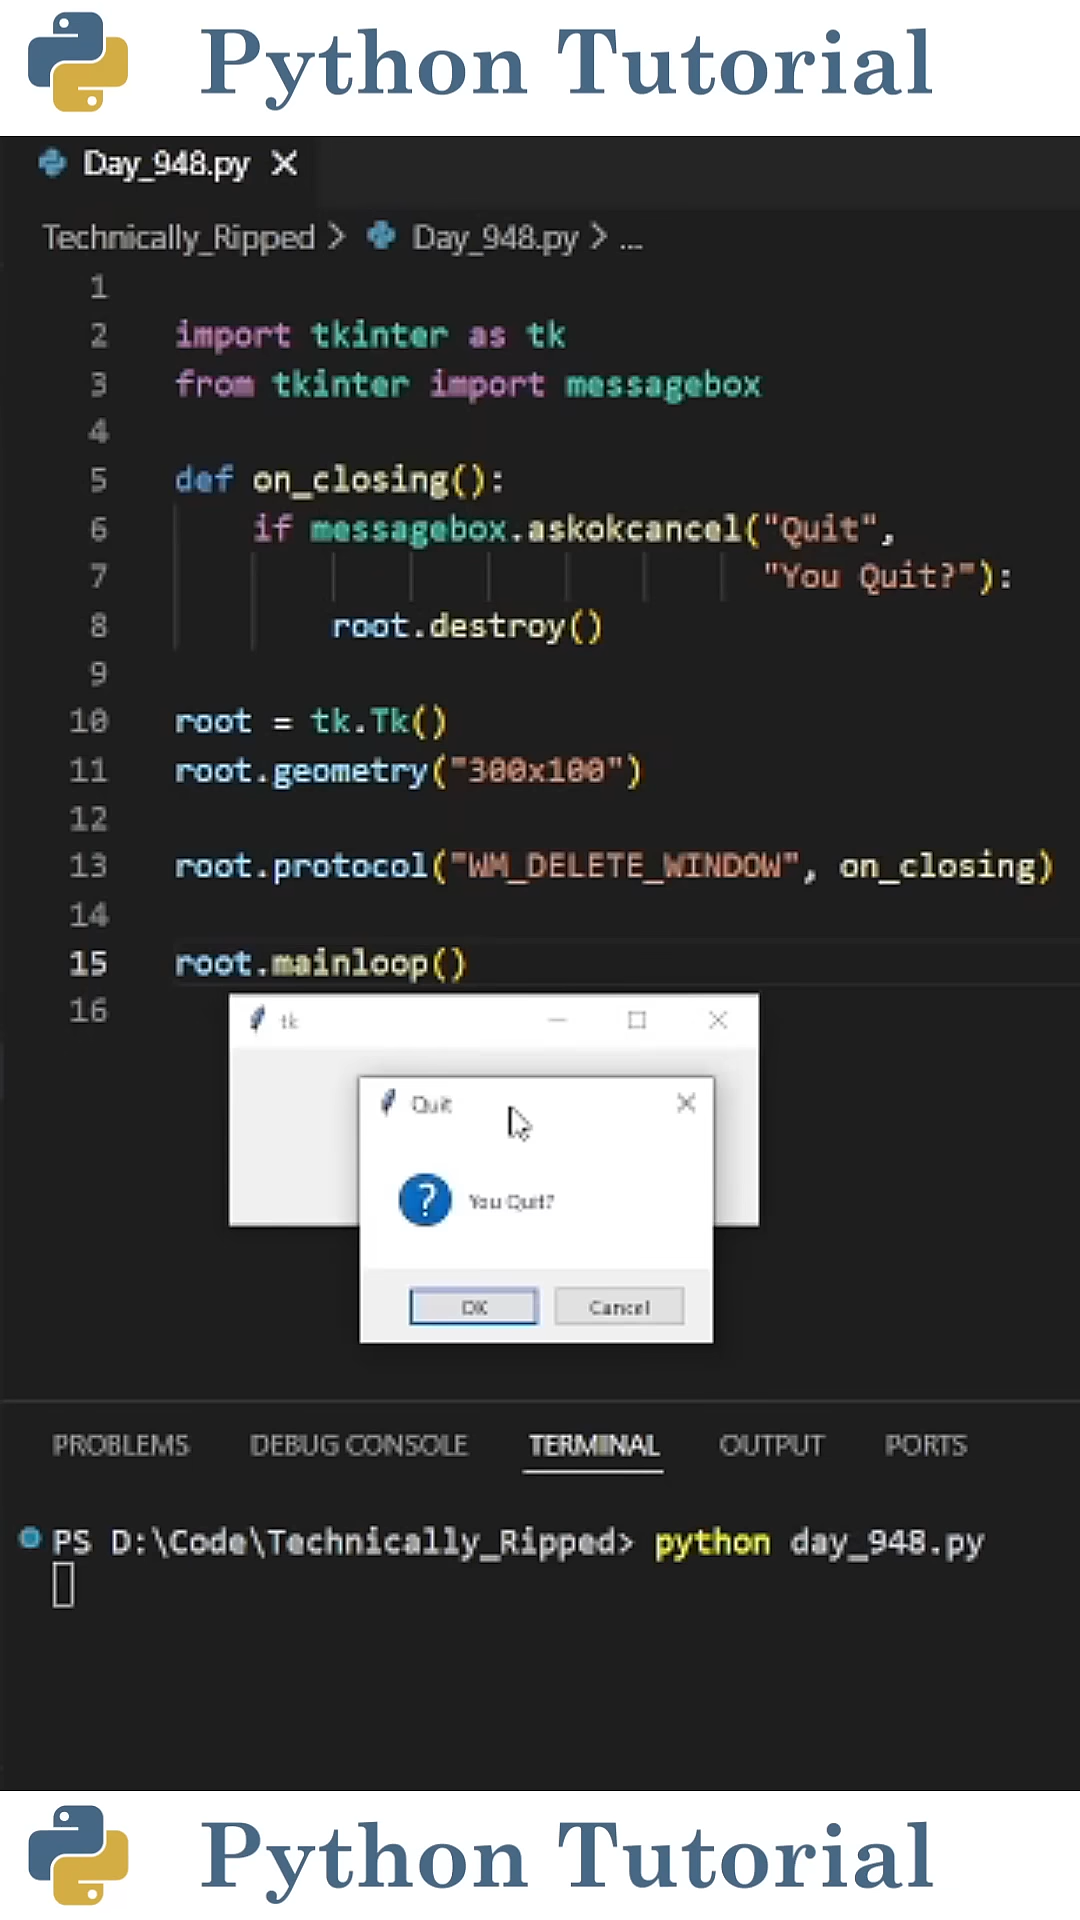 Python Tutorial
Day_948.py
Technically_Ripped > Day_948.py > ...
1
2 import tkinter as tk
3 from tkinter import messagebox
4
5 def on_closing():
6 if messagebox.askokcancel("Quit",
7 "You Quit?"):
8 root.destroy()
9
10 root = tk.Tk()
11 root.geometry("300x100")
12
13 root.protocol("WM_DELETE_WINDOW", on_closing)
14
15 root.mainloop()
16
tk
Quit
You Quit?
OK Cancel
PROBLEMS DEBUG CONSOLE TERMINAL OUTPUT PORTS
PS D:\Code\Technically_Ripped> python day_948.py
Python Tutorial